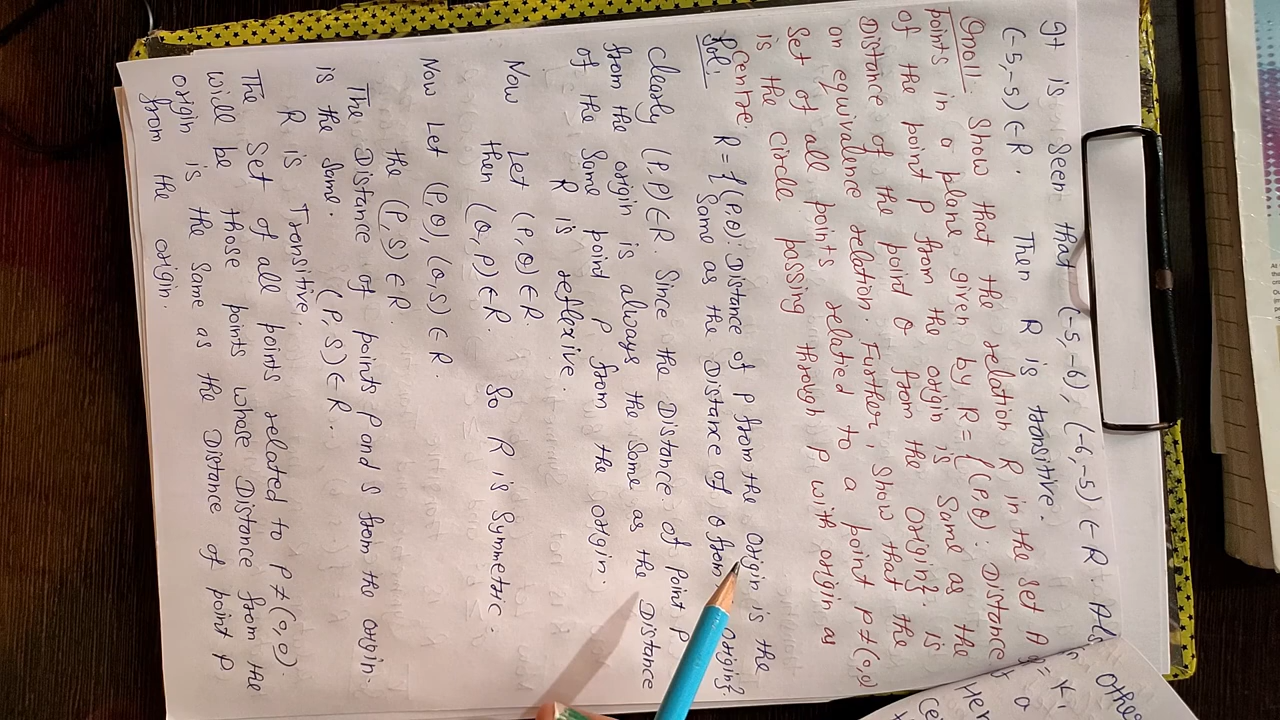 It is seen that (-5,-6), (-6,-5) ∈ R. Als
(-5,-5) ∈ R. Then R is transitive.
Qno11. Show that the relation R in the set A
points in a plane given by R = {(P,Q): Distance
of the point P from the origin is Same as the
Distance of the point Q from the Origin}. is
an equivalence relation. Further, Show that the
Set of all points related to a point P≠(0,0)
is the circle passing through P with origin as
Centre.
Sol: R = {(P,Q): Distance of P from the Origin is the
Same as the Distance of Q from Origin}.
Clearly (P,P) ∈ R. Since the Distance of point P
from the origin is always the Same as the Distance
of the Same point P from the origin.
R is reflexive.
Now Let (P,Q) ∈ R.
then (Q,P) ∈ R. So R is Symmetric.
Now Let (P,Q), (Q,S) ∈ R.
the (P,S) ∈ R.
The Distance of points P and S from the origin.
is the Same. (P,S) ∈ R.
R is Transitive.
The Set of all points related to P≠(0,0).
will be those points whose Distance from the
origin is the Same as the Distance of point P
from the origin.
othe
= K,
a
Her
Ce